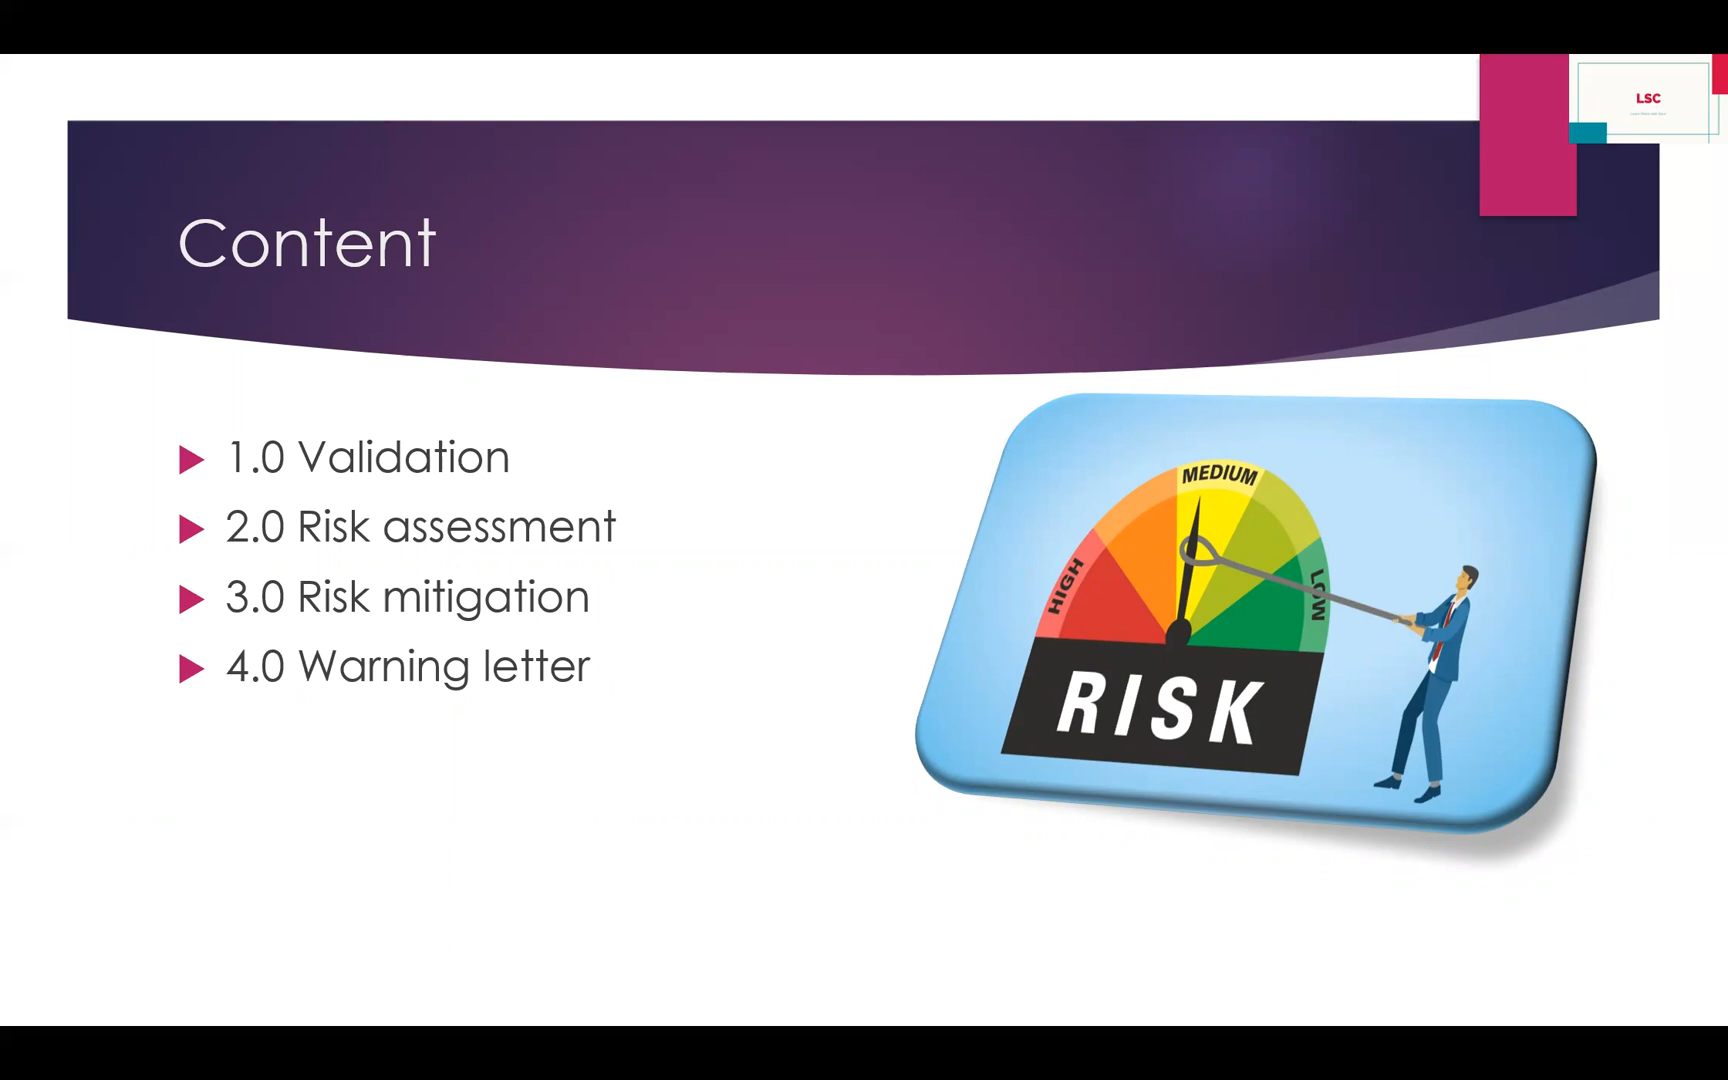 LSC
Content
1.0 Validation
2.0 Risk assessment
3.0 Risk mitigation
4.0 Warning letter
MEDIUM
HIGH
LOW
RISK